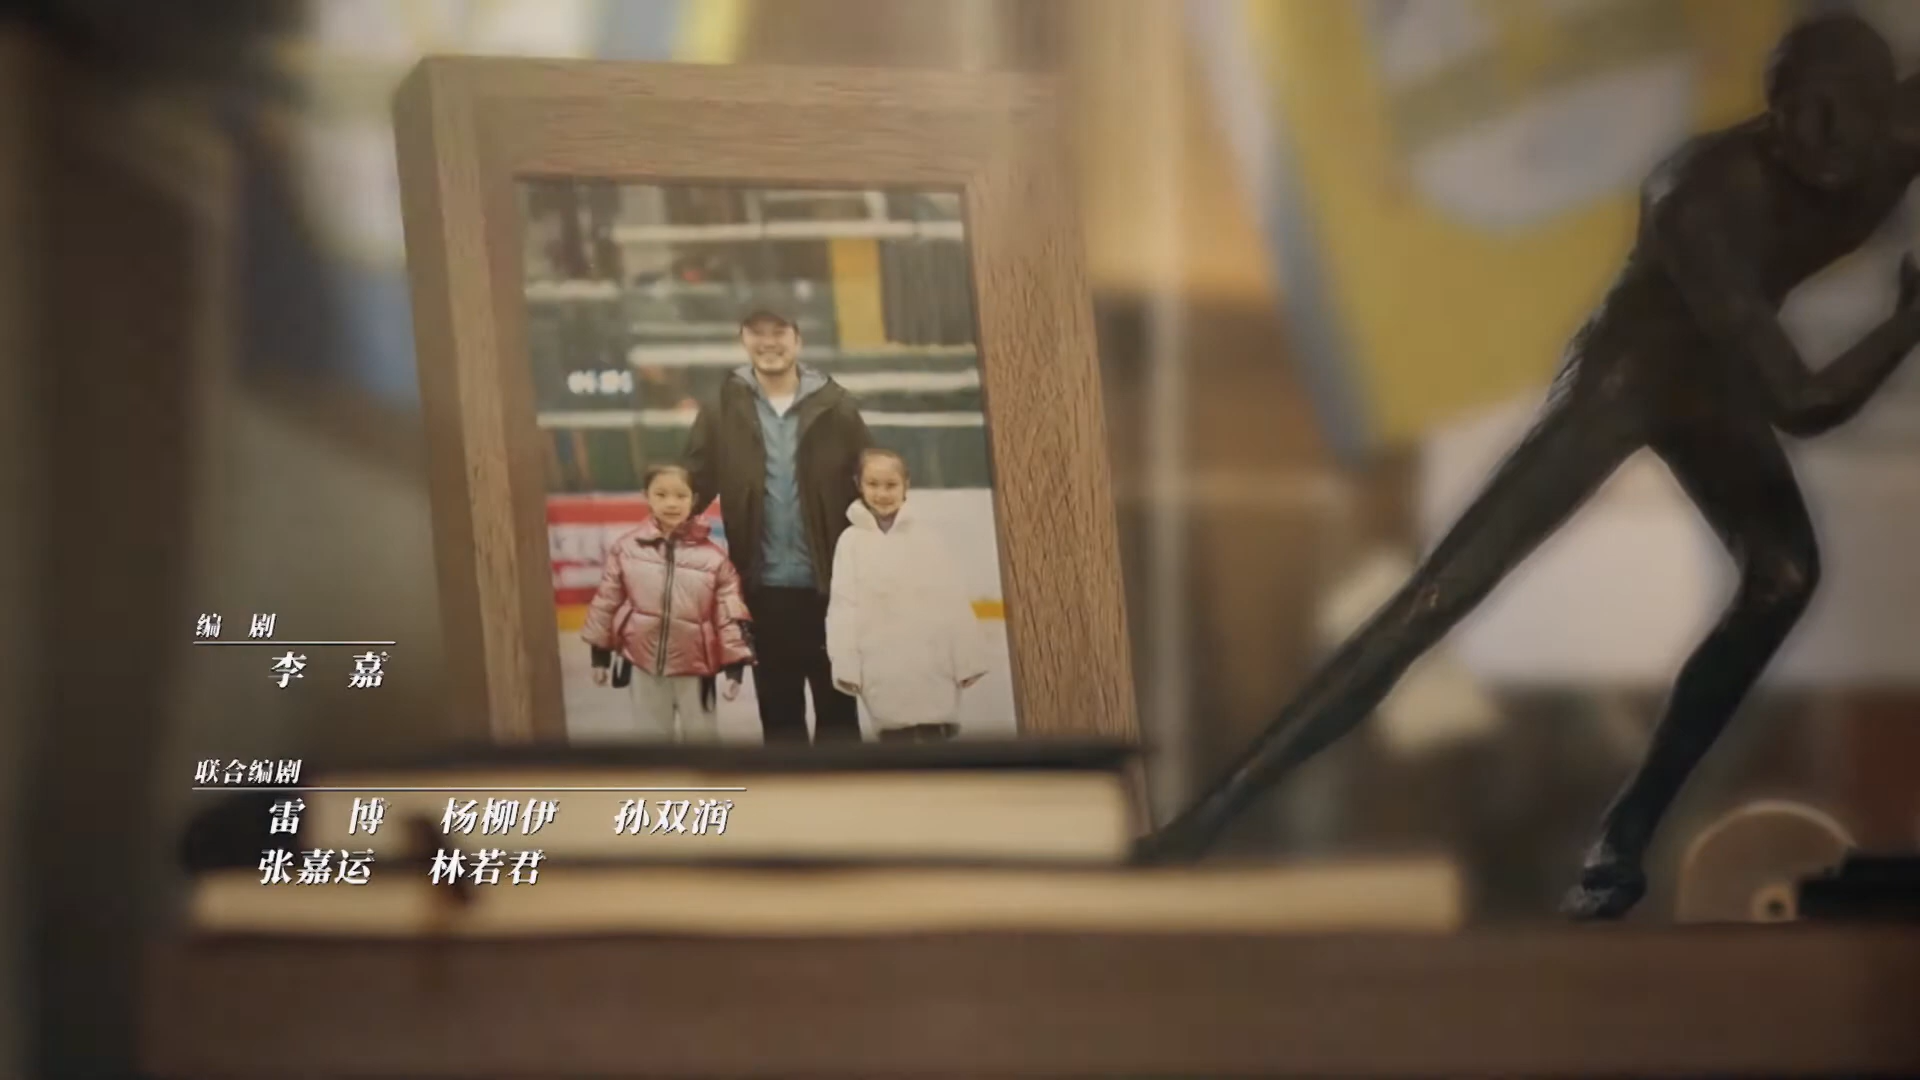 编 剧
李 嘉
联合编剧
雷 博 杨柳伊 孙双润
张嘉运 林若君